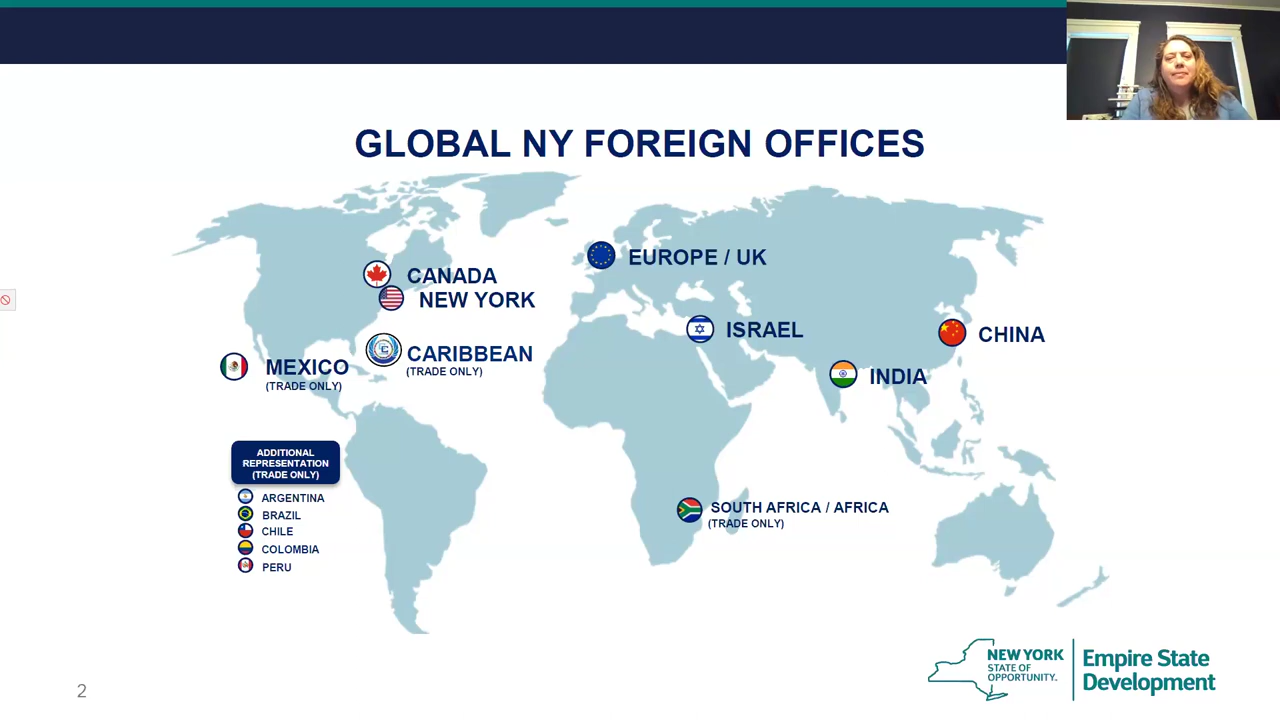 GLOBAL NY FOREIGN OFFICES
EUROPE / UK
CANADA
NEW YORK
ISRAEL
CHINA
CARIBBEAN
(TRADE ONLY)
MEXICO
(TRADE ONLY)
INDIA
ADDITIONAL
REPRESENTATION
(TRADE ONLY)
ARGENTINA
BRAZIL
CHILE
COLOMBIA
PERU
SOUTH AFRICA / AFRICA
(TRADE ONLY)
NEW YORK
STATE OF
OPPORTUNITY.
Empire State
Development
2